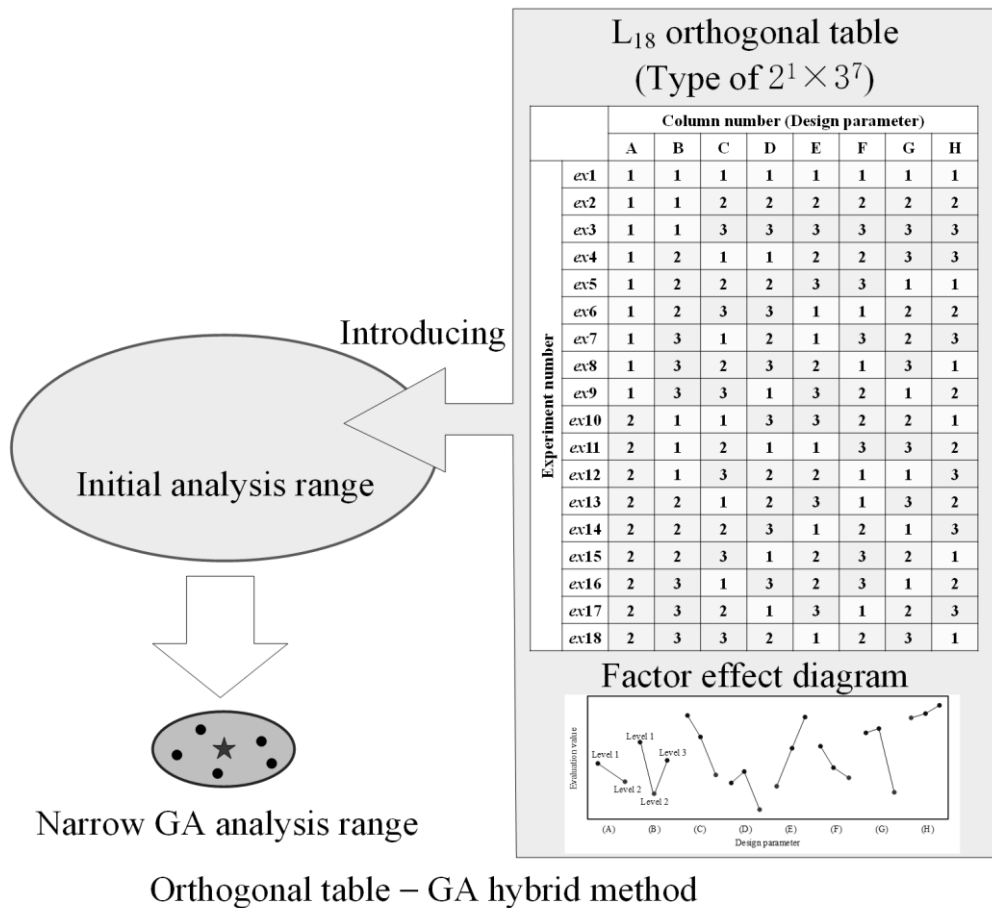 L18 orthogonal table
(Type of 2¹×3⁷)
Column number (Design parameter)
A B C D E F G H
Experiment number
ex1 1 1 1 1 1 1 1 1
ex2 1 1 2 2 2 2 2 2
ex3 1 1 3 3 3 3 3 3
ex4 1 2 1 1 2 2 3 3
ex5 1 2 2 2 3 3 1 1
ex6 1 2 3 3 1 1 2 2
ex7 1 3 1 2 1 3 2 3
ex8 1 3 2 3 2 1 3 1
ex9 1 3 3 1 3 2 1 2
ex10 2 1 1 3 3 2 2 1
ex11 2 1 2 1 1 3 3 2
ex12 2 1 3 2 2 1 1 3
ex13 2 2 1 2 3 1 3 2
ex14 2 2 2 3 1 2 1 3
ex15 2 2 3 1 2 3 2 1
ex16 2 3 1 3 2 3 1 2
ex17 2 3 2 1 3 1 2 3
ex18 2 3 3 2 1 2 3 1
Introducing
Initial analysis range
Factor effect diagram
Evaluation value
Level 1
Level 2
Level 1
Level 2
Level 3
(A) (B) (C) (D) (E) (F) (G) (H)
Design parameter
Narrow GA analysis range
Orthogonal table – GA hybrid method